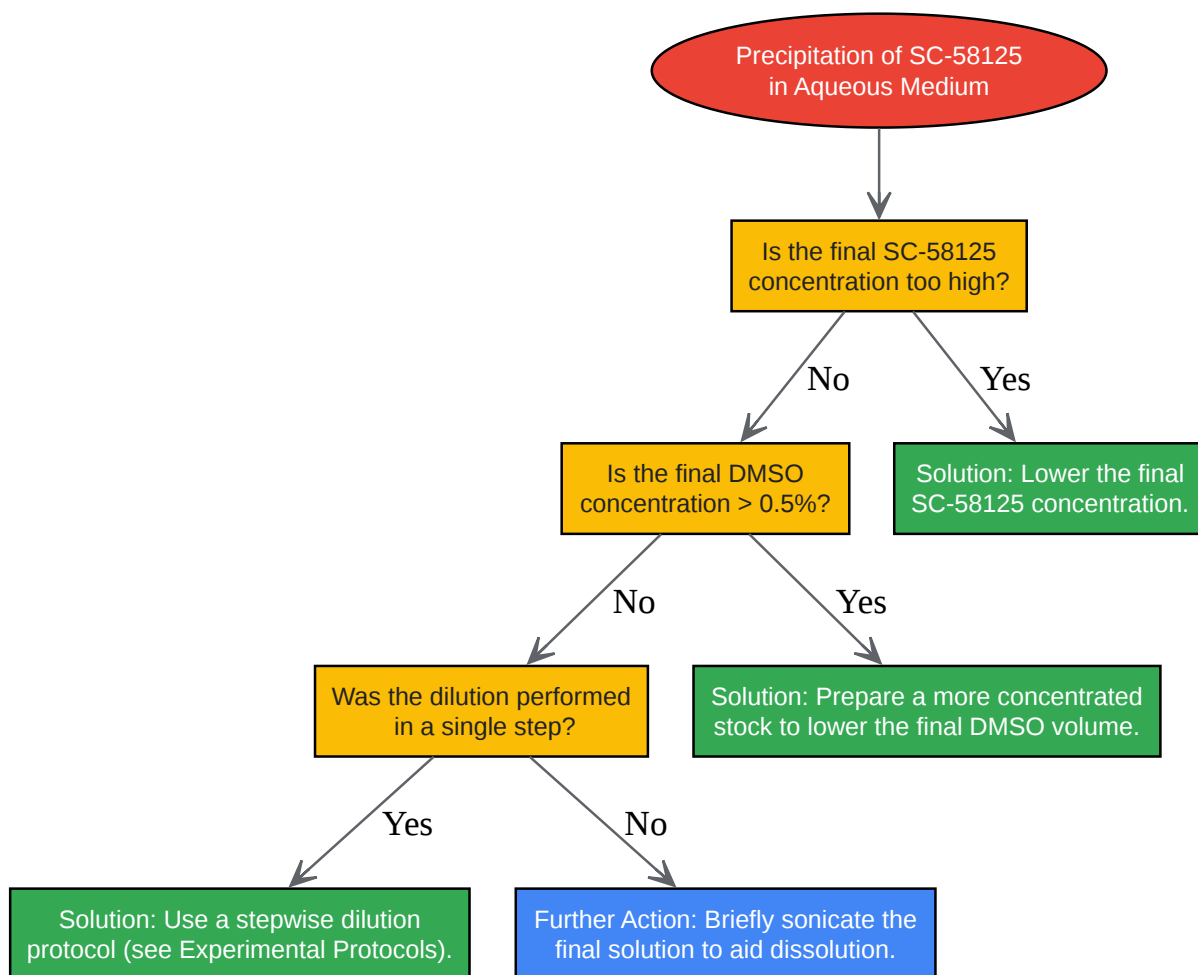 Precipitation of SC-58125
in Aqueous Medium
Is the final SC-58125
concentration too high?
No
Yes
Is the final DMSO
concentration > 0.5%?
Solution: Lower the final
SC-58125 concentration.
No
Yes
Was the dilution performed
in a single step?
Solution: Prepare a more concentrated
stock to lower the final DMSO volume.
Yes
No
Solution: Use a stepwise dilution
protocol (see Experimental Protocols).
Further Action: Briefly sonicate the
final solution to aid dissolution.